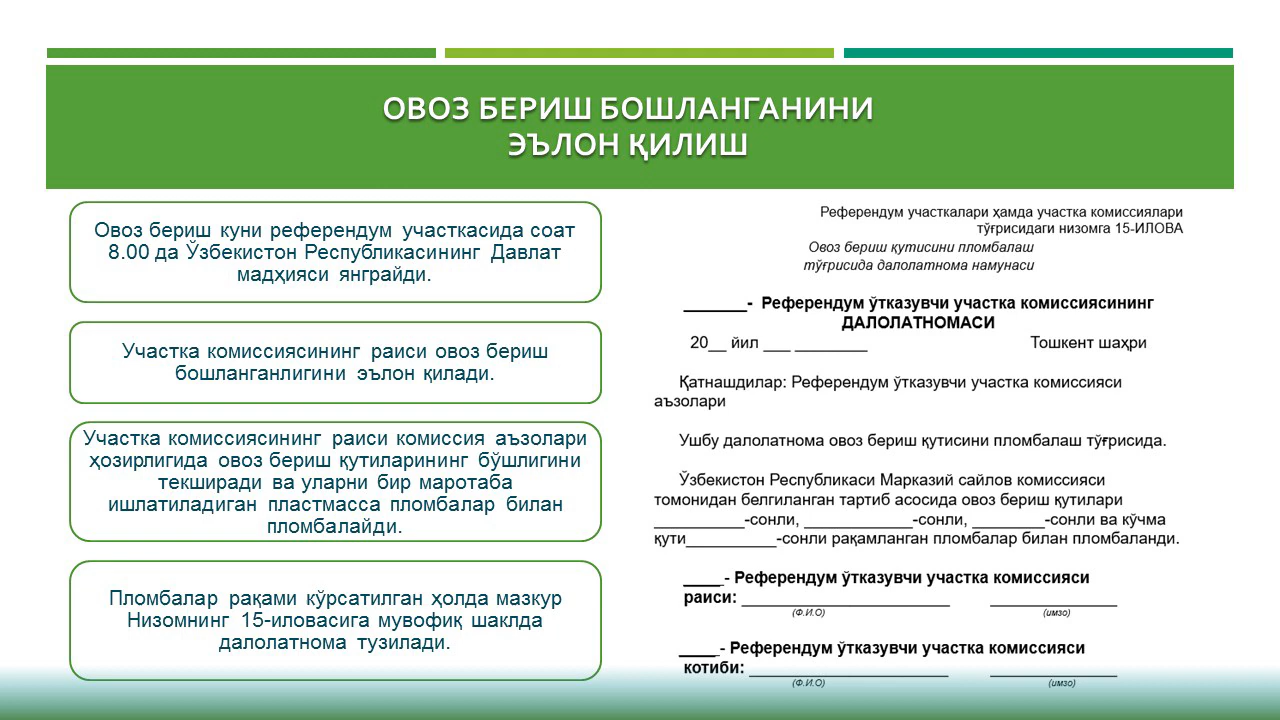 ОВОЗ БЕРИШ БОШЛАНГАНИНИ
ЭЪЛОН ҚИЛИШ
Овоз бериш куни референдум участкасида соат
8.00 да Ўзбекистон Республикасининг Давлат
мадҳияси янграйди.
Участка комиссиясининг раиси овоз бериш
бошланганлигини эълон қилади.
Участка комиссиясининг раиси комиссия аъзолари
ҳозирлигида овоз бериш қутиларининг бўшлигини
текширади ва уларни бир маротаба
ишлатиладиган пластмасса пломбалар билан
пломбалайди.
Пломбалар рақами кўрсатилган ҳолда мазкур
Низомнинг 15-иловасига мувофиқ шаклда
далолатнома тузилади.
Референдум участкалари ҳамда участка комиссиялари
тўғрисидаги низомга 15-ИЛОВА
Овоз бериш қутисини пломбалаш
тўғрисида далолатнома намунаси
_______- Референдум ўтказувчи участка комиссиясининг
ДАЛОЛАТНОМАСИ
20__ йил ___ ________ Тошкент шаҳри
Қатнашдилар: Референдум ўтказувчи участка комиссияси
аъзолари
Ушбу далолатнома овоз бериш қутисини пломбалаш тўғрисида.
Ўзбекистон Республикаси Марказий сайлов комиссияси
томонидан белгиланган тартиб асосида овоз бериш қутилари
__________-сонли, ____________-сонли, ________-сонли ва кўчма
қути__________-сонли рақамланган пломбалар билан пломбаланди.
____- Референдум ўтказувчи участка комиссияси
раиси: _______________________ ______________
(Ф.И.О) (имзо)
____- Референдум ўтказувчи участка комиссияси
котиби: ______________________ ______________
(Ф.И.О) (имзо)